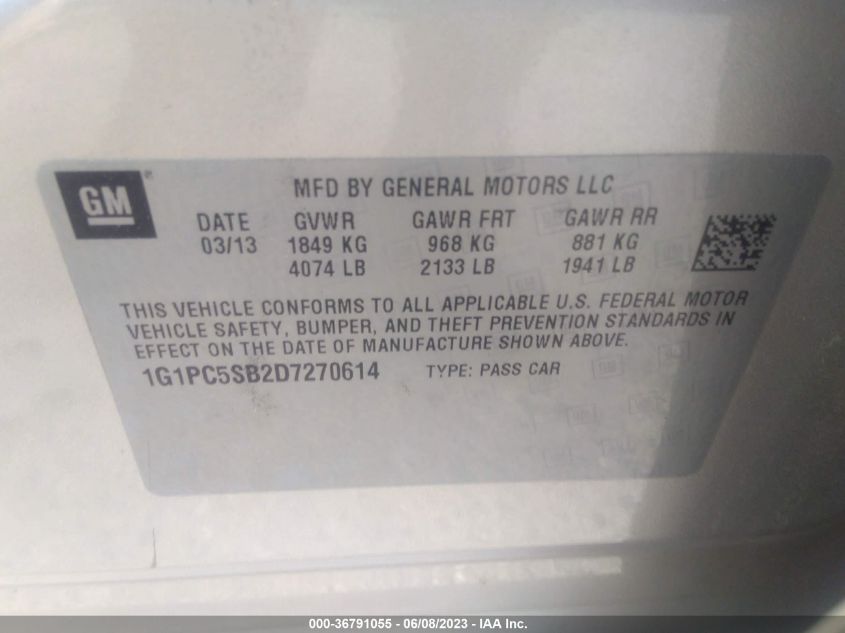 GM
MFD BY GENERAL MOTORS LLC
DATE GVWR GAWR FRT GAWR RR
03/13 1849 KG 968 KG 881 KG
4074 LB 2133 LB 1941 LB
THIS VEHICLE CONFORMS TO ALL APPLICABLE U.S. FEDERAL MOTOR
VEHICLE SAFETY, BUMPER, AND THEFT PREVENTION STANDARDS IN
EFFECT ON THE DATE OF MANUFACTURE SHOWN ABOVE.
1G1PC5SB2D7270614 TYPE: PASS CAR
000-36791055 - 06/08/2023 - IAA Inc.